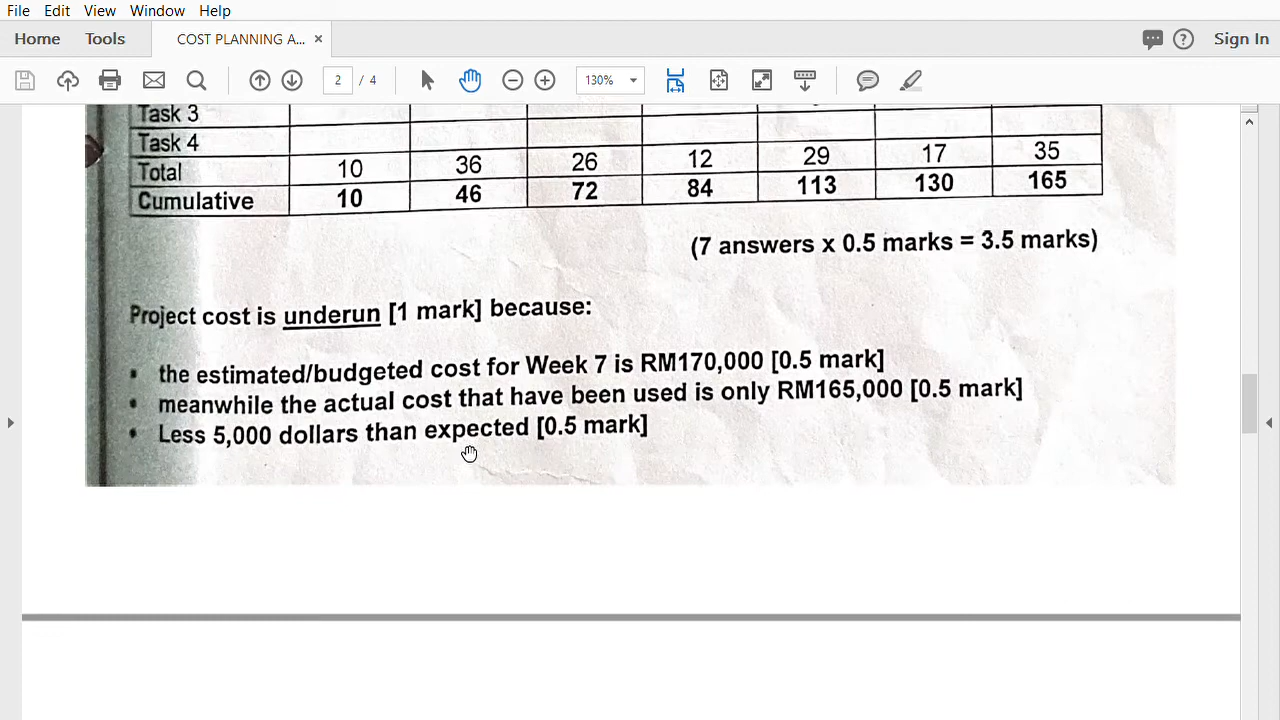 File Edit View Window Help
Home Tools COST PLANNING A... × Sign In
2 / 4 130%
Task 3
Task 4
Total 10 36 26 12 29 17 35
Cumulative 10 46 72 84 113 130 165
(7 answers x 0.5 marks = 3.5 marks)
Project cost is underun [1 mark] because:
• the estimated/budgeted cost for Week 7 is RM170,000 [0.5 mark]
• meanwhile the actual cost that have been used is only RM165,000 [0.5 mark]
• Less 5,000 dollars than expected [0.5 mark]